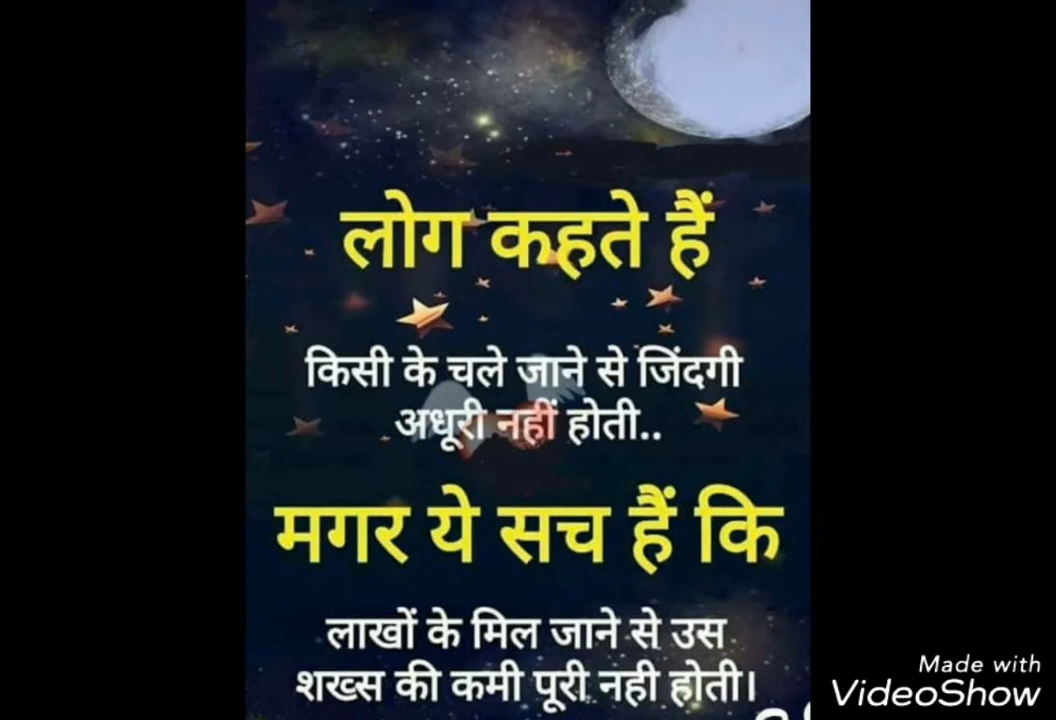 लोग कहते हैं
किसी के चले जाने से जिंदगी
अधूरी नहीं होती..
मगर ये सच हैं कि
लाखों के मिल जाने से उस
शख्स की कमी पूरी नही होती।
Made with
VideoShow